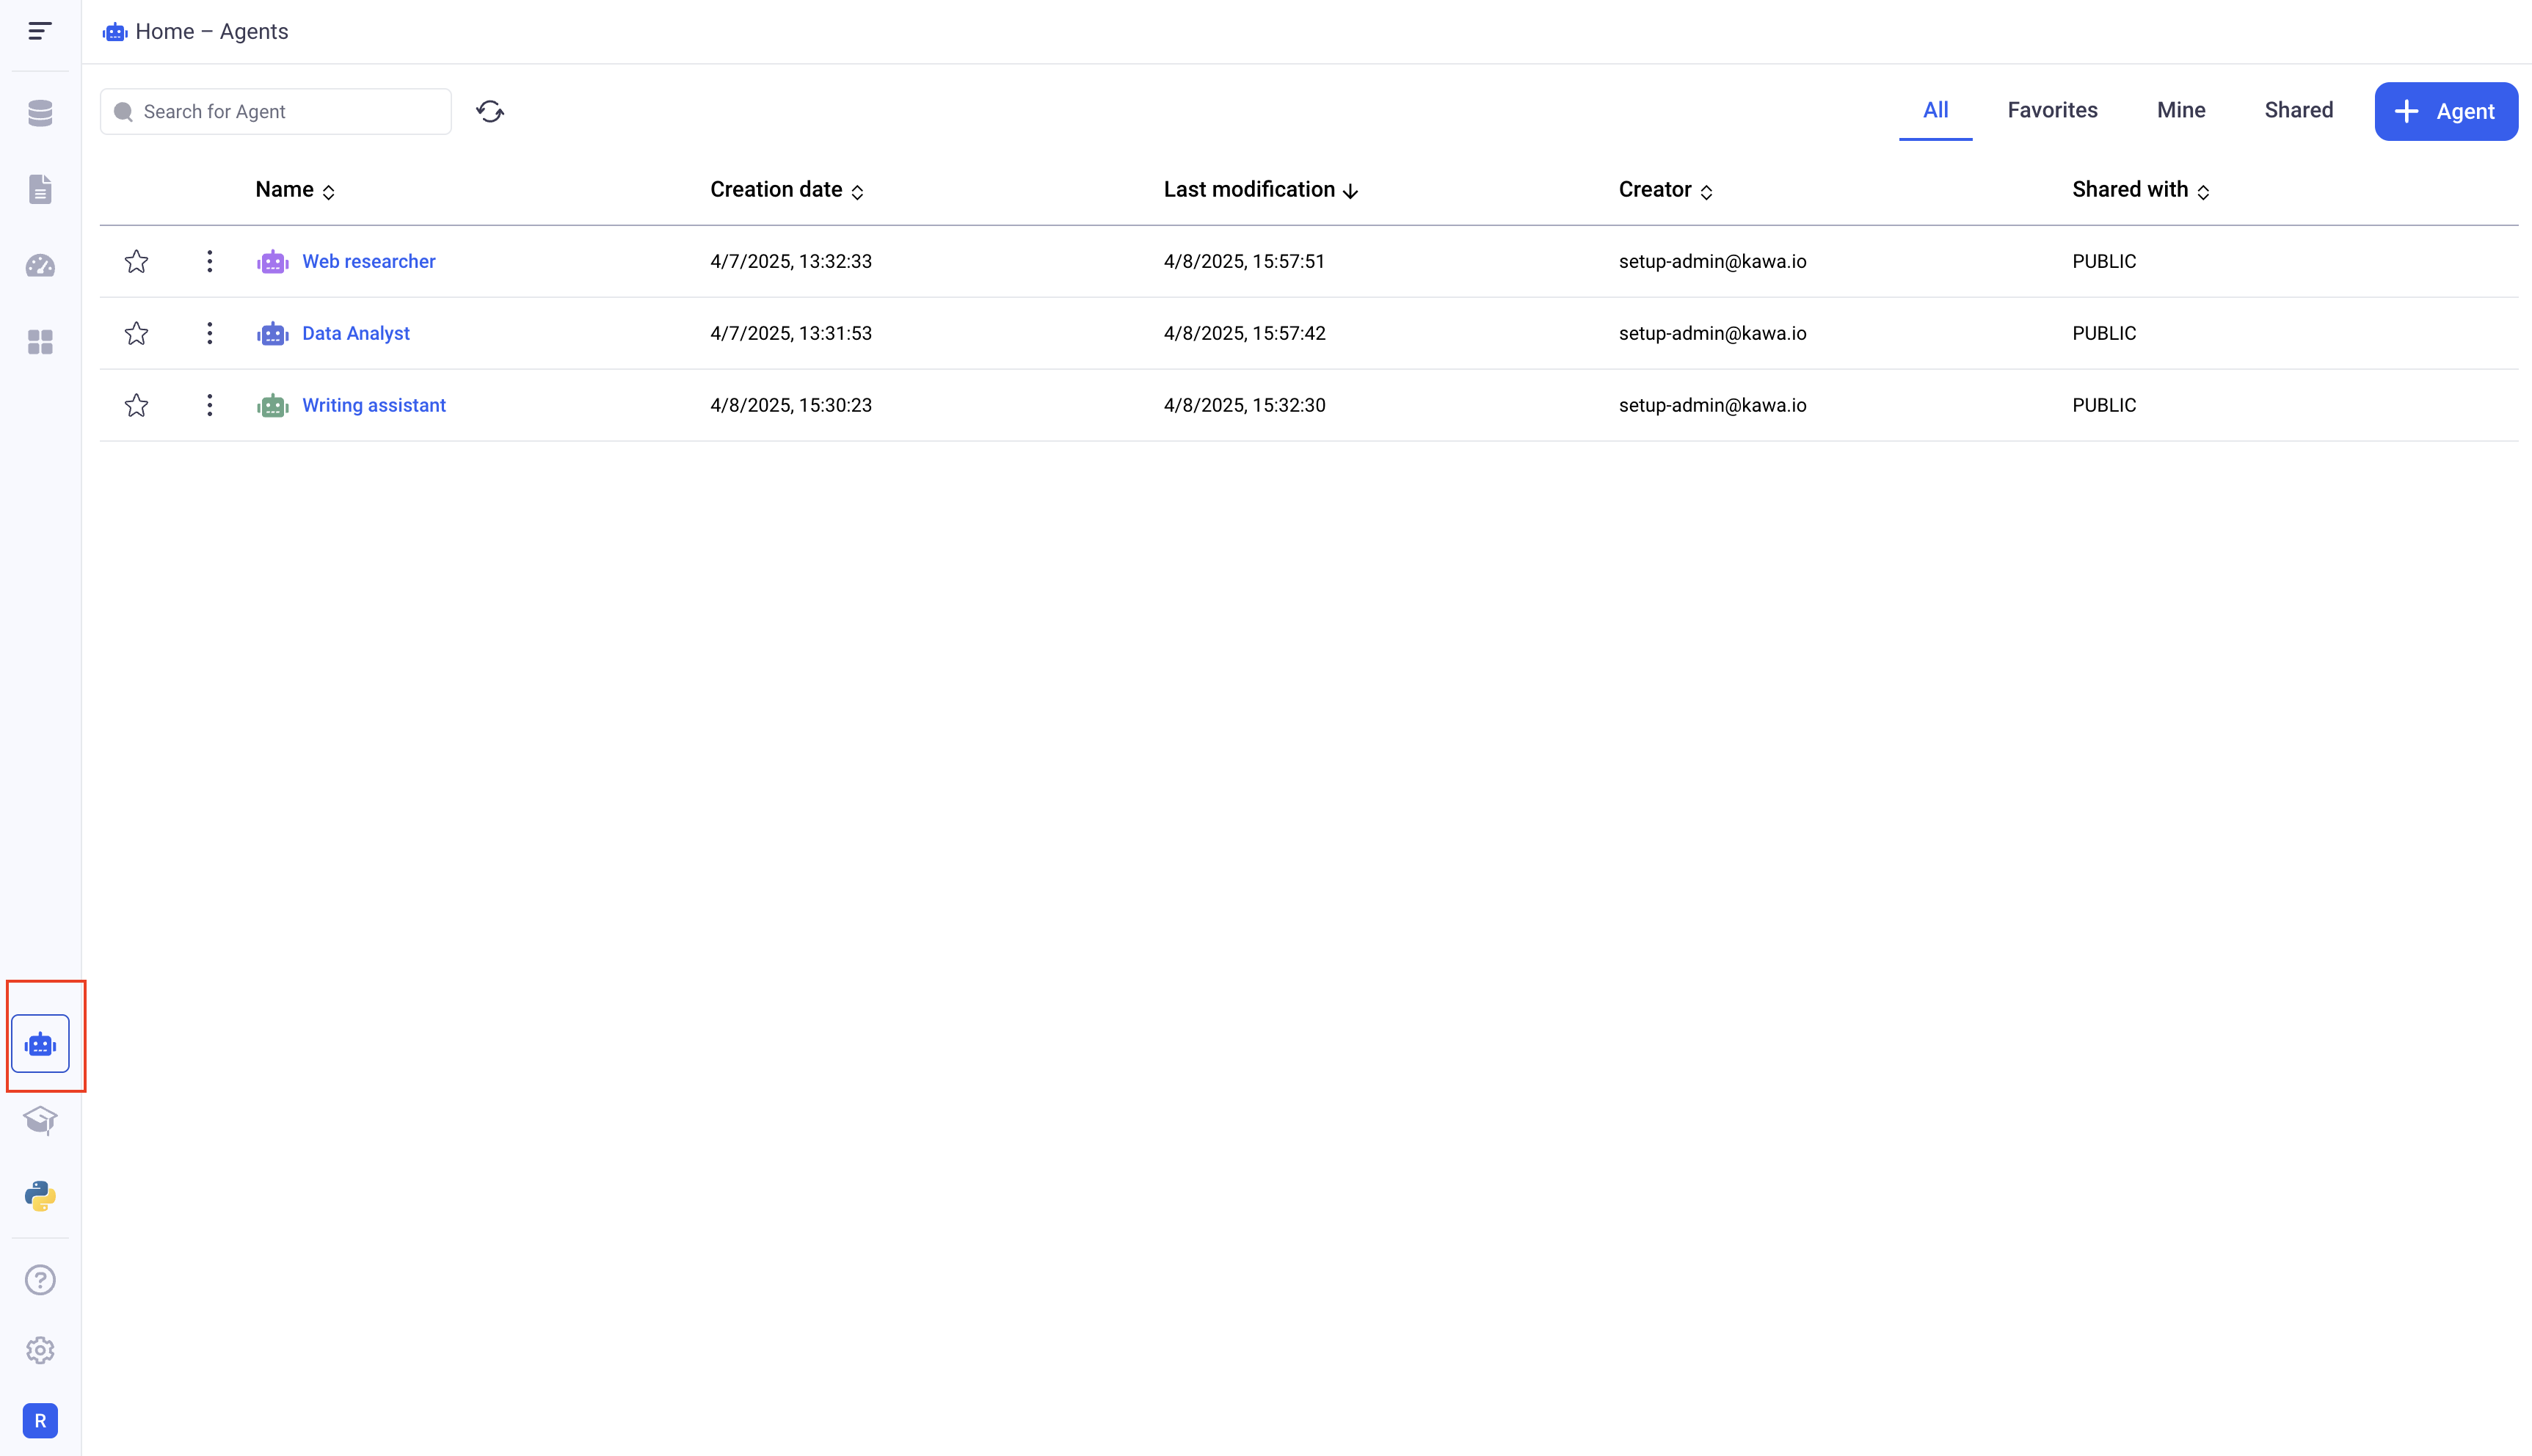 Home – Agents
Search for Agent
All Favorites Mine Shared Agent
Name Creation date Last modification Creator Shared with
Web researcher 4/7/2025, 13:32:33 4/8/2025, 15:57:51 setup-admin@kawa.io PUBLIC
Data Analyst 4/7/2025, 13:31:53 4/8/2025, 15:57:42 setup-admin@kawa.io PUBLIC
Writing assistant 4/8/2025, 15:30:23 4/8/2025, 15:32:30 setup-admin@kawa.io PUBLIC
R